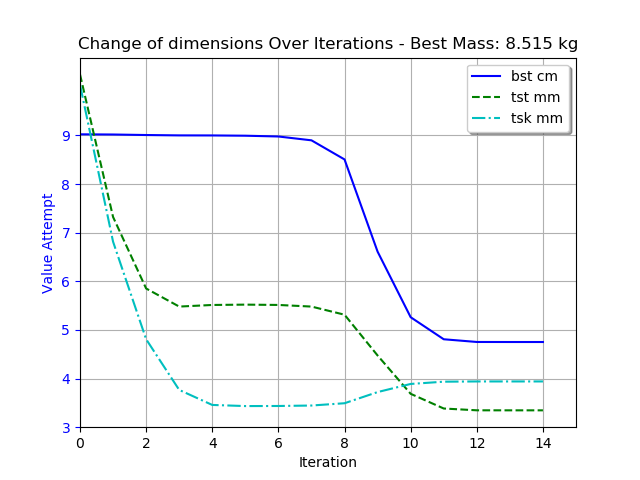 Change of dimensions Over Iterations - Best Mass: 8.515 kg
bst cm
tst mm
tsk mm
9
8
7
6
5
4
3
Value Attempt
0 2 4 6 8 10 12 14
Iteration